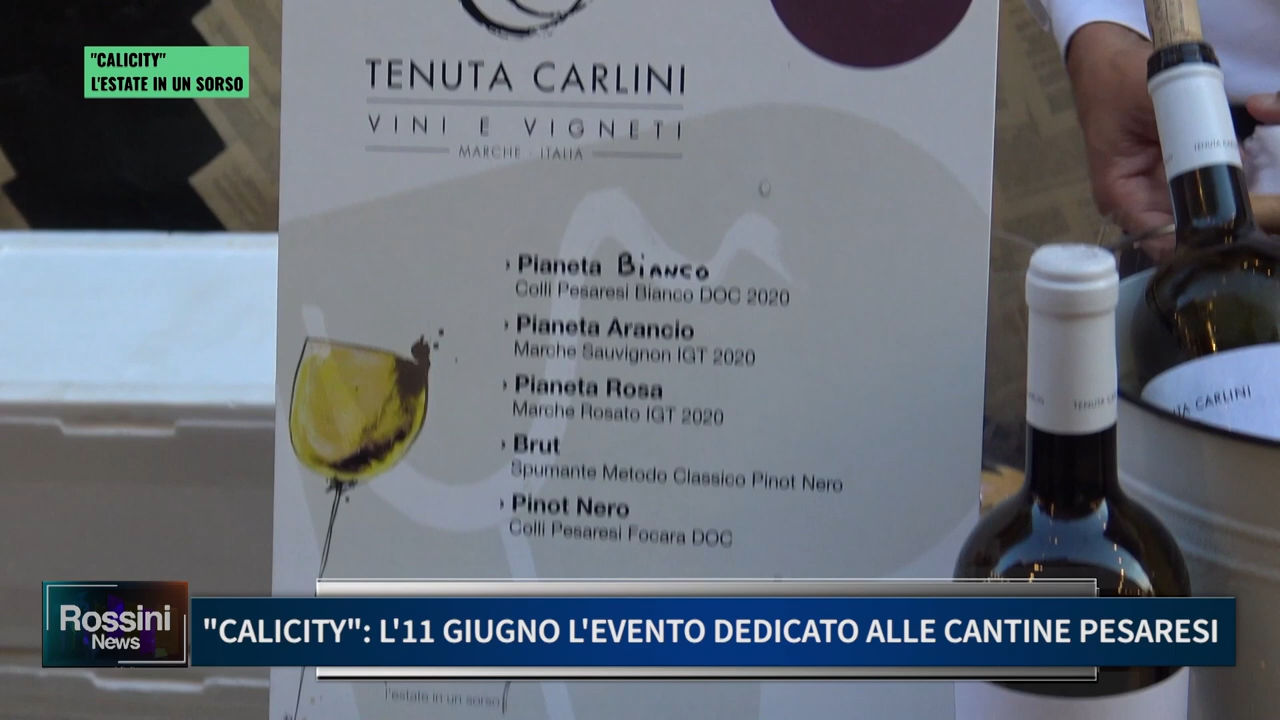 "CALICITY"
L'ESTATE IN UN SORSO
TENUTA CARLINI
VINI E VIGNETI
MARCHE - ITALIA
› Pianeta Bianco
Colli Pesaresi Bianco DOC 2020
› Pianeta Arancio
Marche Sauvignon IGT 2020
› Pianeta Rosa
Marche Rosato IGT 2020
› Brut
Spumante Metodo Classico Pinot Nero
› Pinot Nero
Colli Pesaresi Focara DOC
CARLINI
TENUTA
Rossini
News
"CALICITY": L'11 GIUGNO L'EVENTO DEDICATO ALLE CANTINE PESARESI
l'estate in un sorso